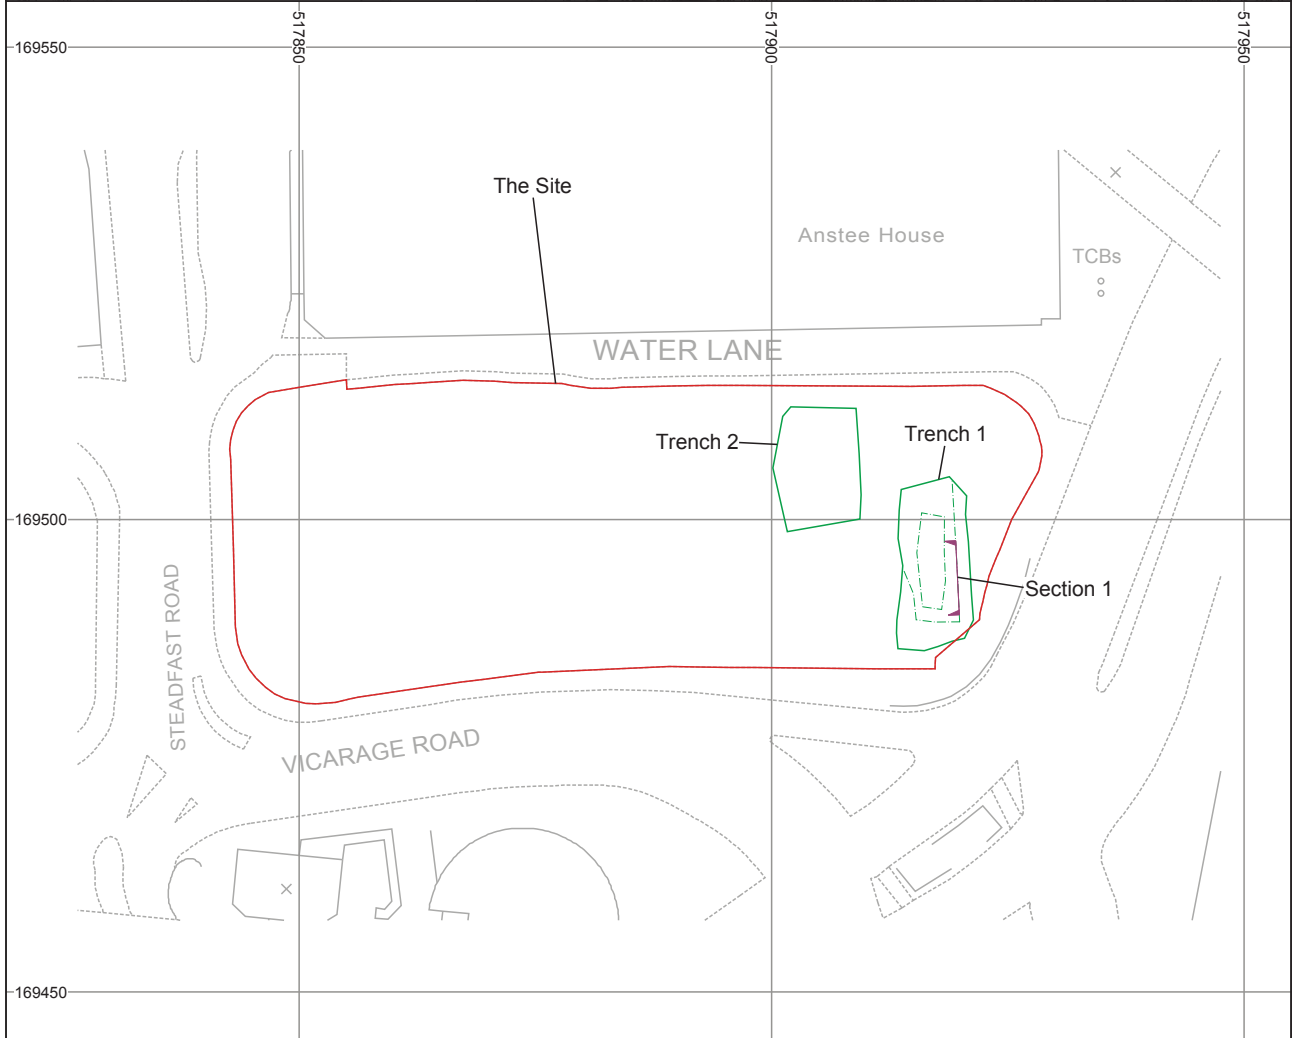 517850
517900
517950
169550
The Site
Anstee House
TCBs
WATER LANE
Trench 2
Trench 1
169500
Section 1
STEADFAST ROAD
VICARAGE ROAD
169450